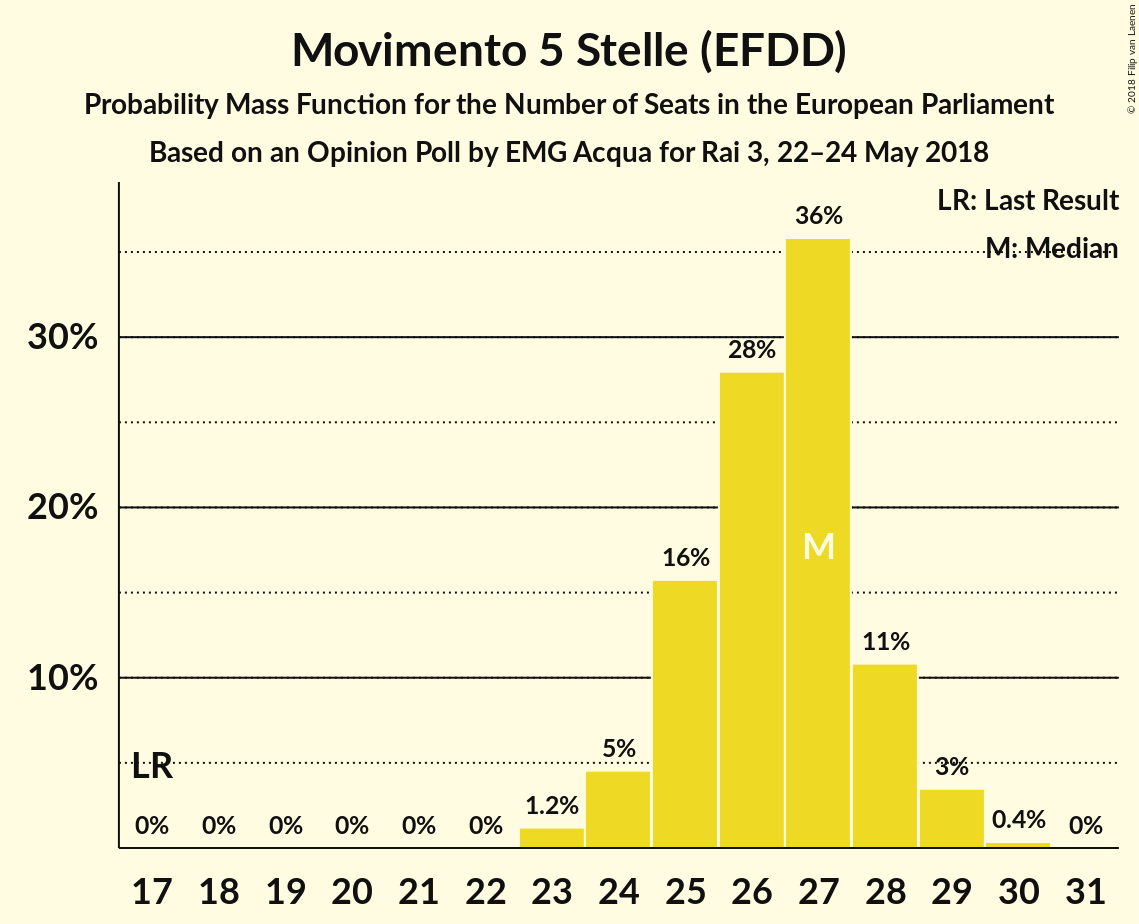 Movimento 5 Stelle (EFDD)
Probability Mass Function for the Number of Seats in the European Parliament
Based on an Opinion Poll by EMG Acqua for Rai 3, 22–24 May 2018
© 2018 Filip van Laenen
LR: Last Result
M: Median
36%
30%
28%
20%
M
16%
11%
10%
LR
5%
3%
1.2%
0.4%
0% 0% 0% 0% 0% 0% 0%
17 18 19 20 21 22 23 24 25 26 27 28 29 30 31